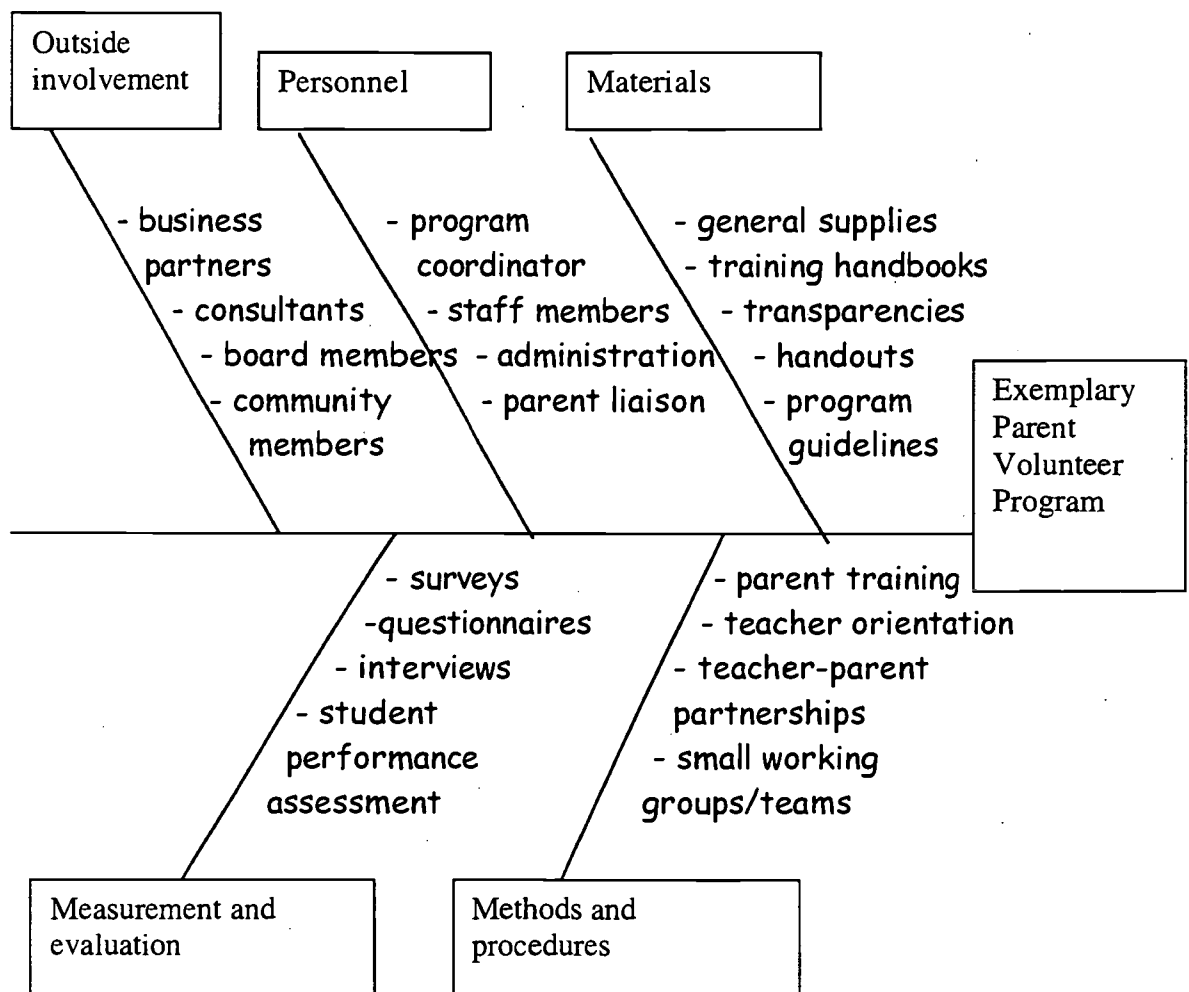 Outside
involvement
Personnel
Materials
- business
partners
- consultants
- board members
- community
members
- program
coordinator
- staff members
- administration
- parent liaison
- general supplies
- training handbooks
- transparencies
- handouts
- program
guidelines
Exemplary
Parent
Volunteer
Program
- surveys
-questionnaires
- interviews
- student
performance
assessment
- parent training
- teacher orientation
- teacher-parent
partnerships
- small working
groups/teams
Measurement and
evaluation
Methods and
procedures